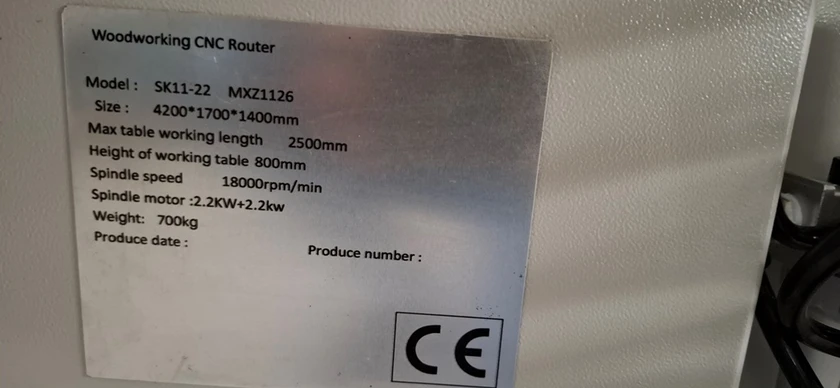 Woodworking CNC Router
Model : SK11-22 MXZ1126
Size : 4200*1700*1400mm
Max table working length 2500mm
Height of working table 800mm
Spindle speed 18000rpm/min
Spindle motor :2.2KW+2.2kw
Weight: 700kg
Produce date :
Produce number :
CE